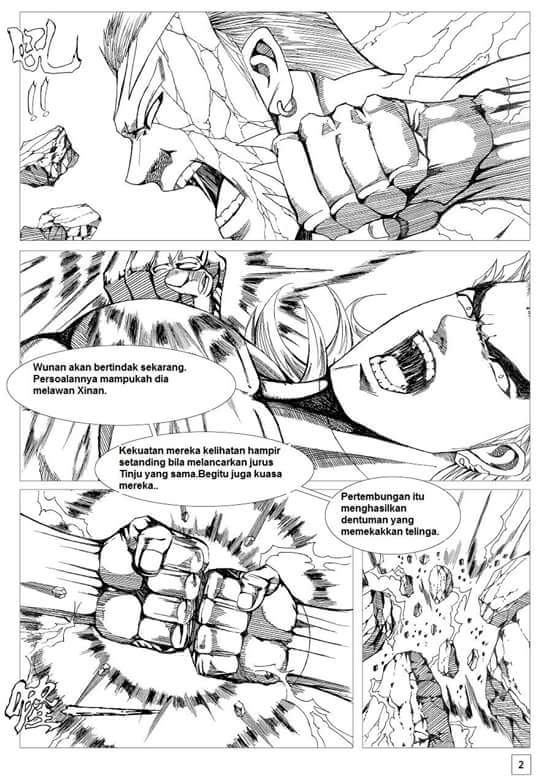 吼
!!
Wunan akan bertindak sekarang.
Persoalannya mampukah dia
melawan Xinan.
Kekuatan mereka kelihatan hampir
setanding bila melancarkan jurus
Tinju yang sama.Begitu juga kuasa
mereka..
Pertembungan itu
menghasilkan
dentuman yang
memekakkan telinga.
2